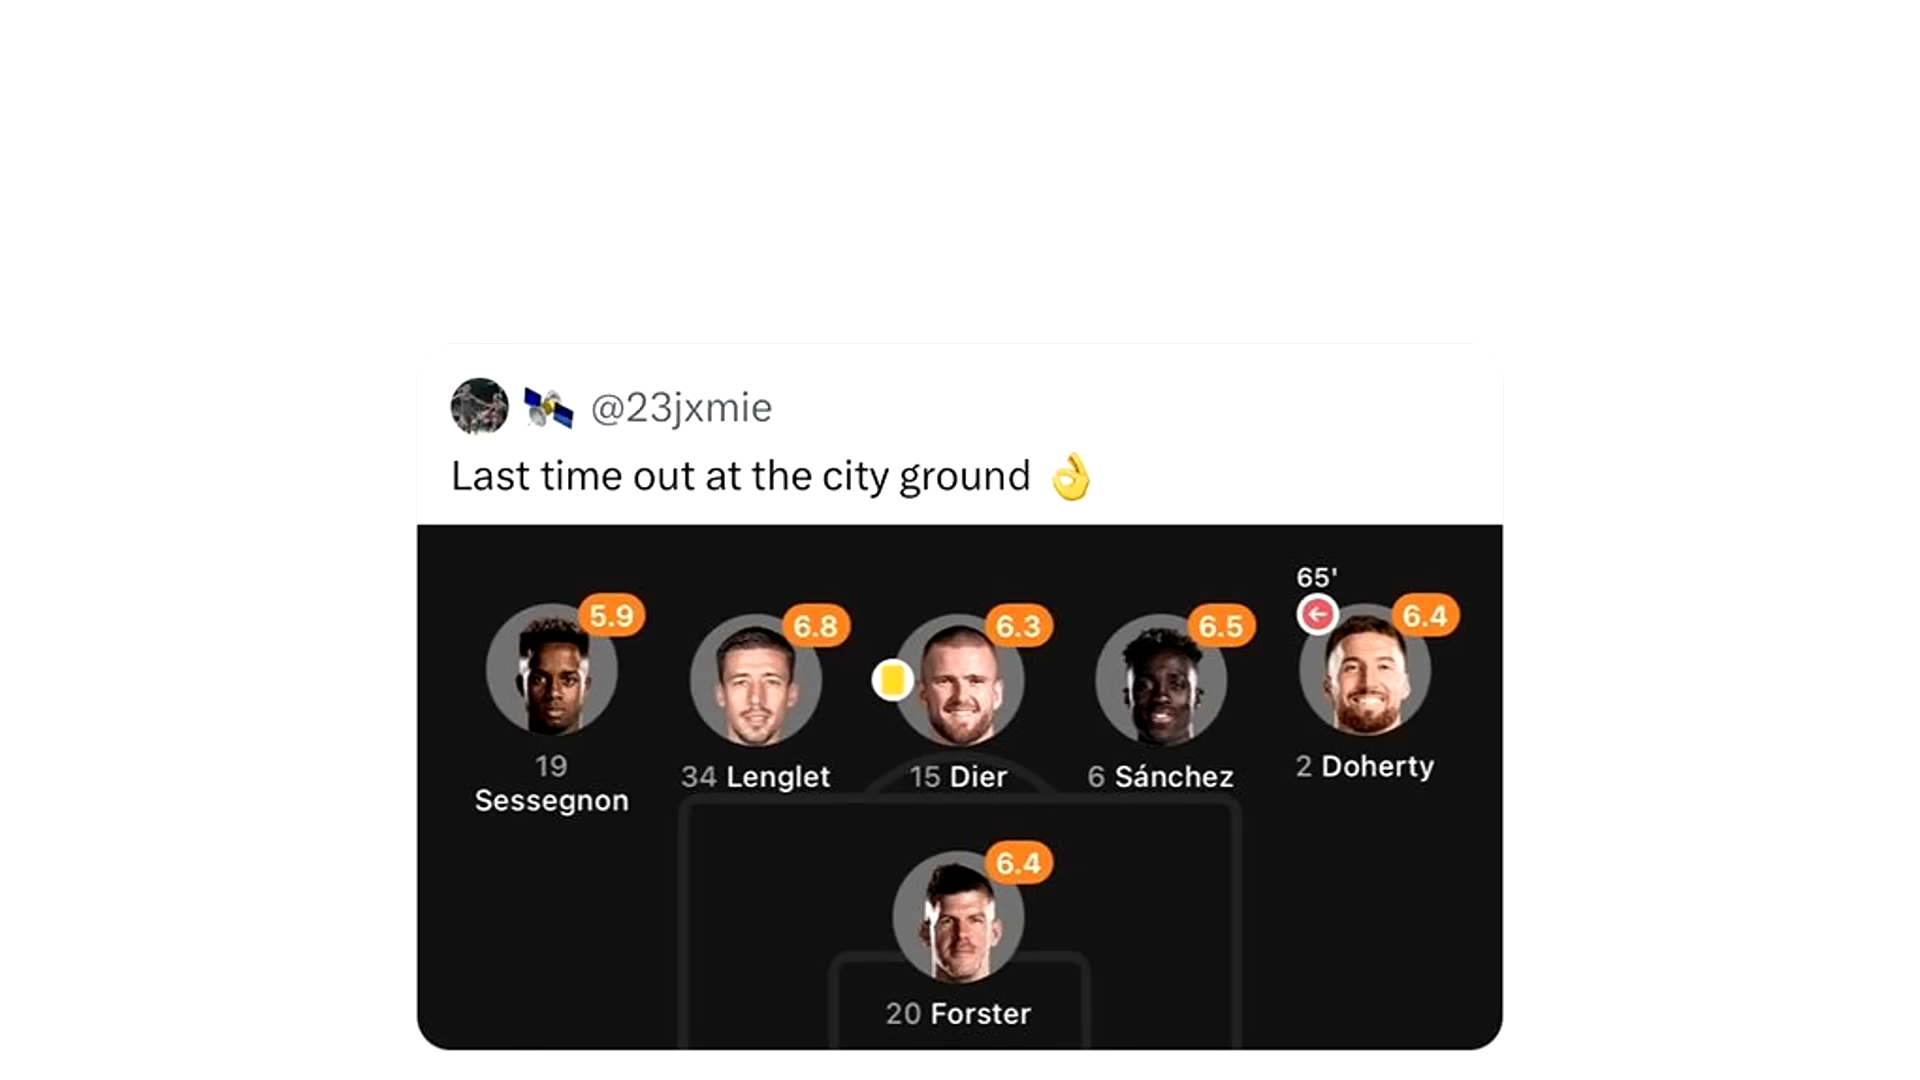 @23jxmie
Last time out at the city ground 👌
65'
5.9 6.8 6.3 6.5 6.4
19 Sessegnon
34 Lenglet
15 Dier
6 Sánchez
2 Doherty
6.4
20 Forster